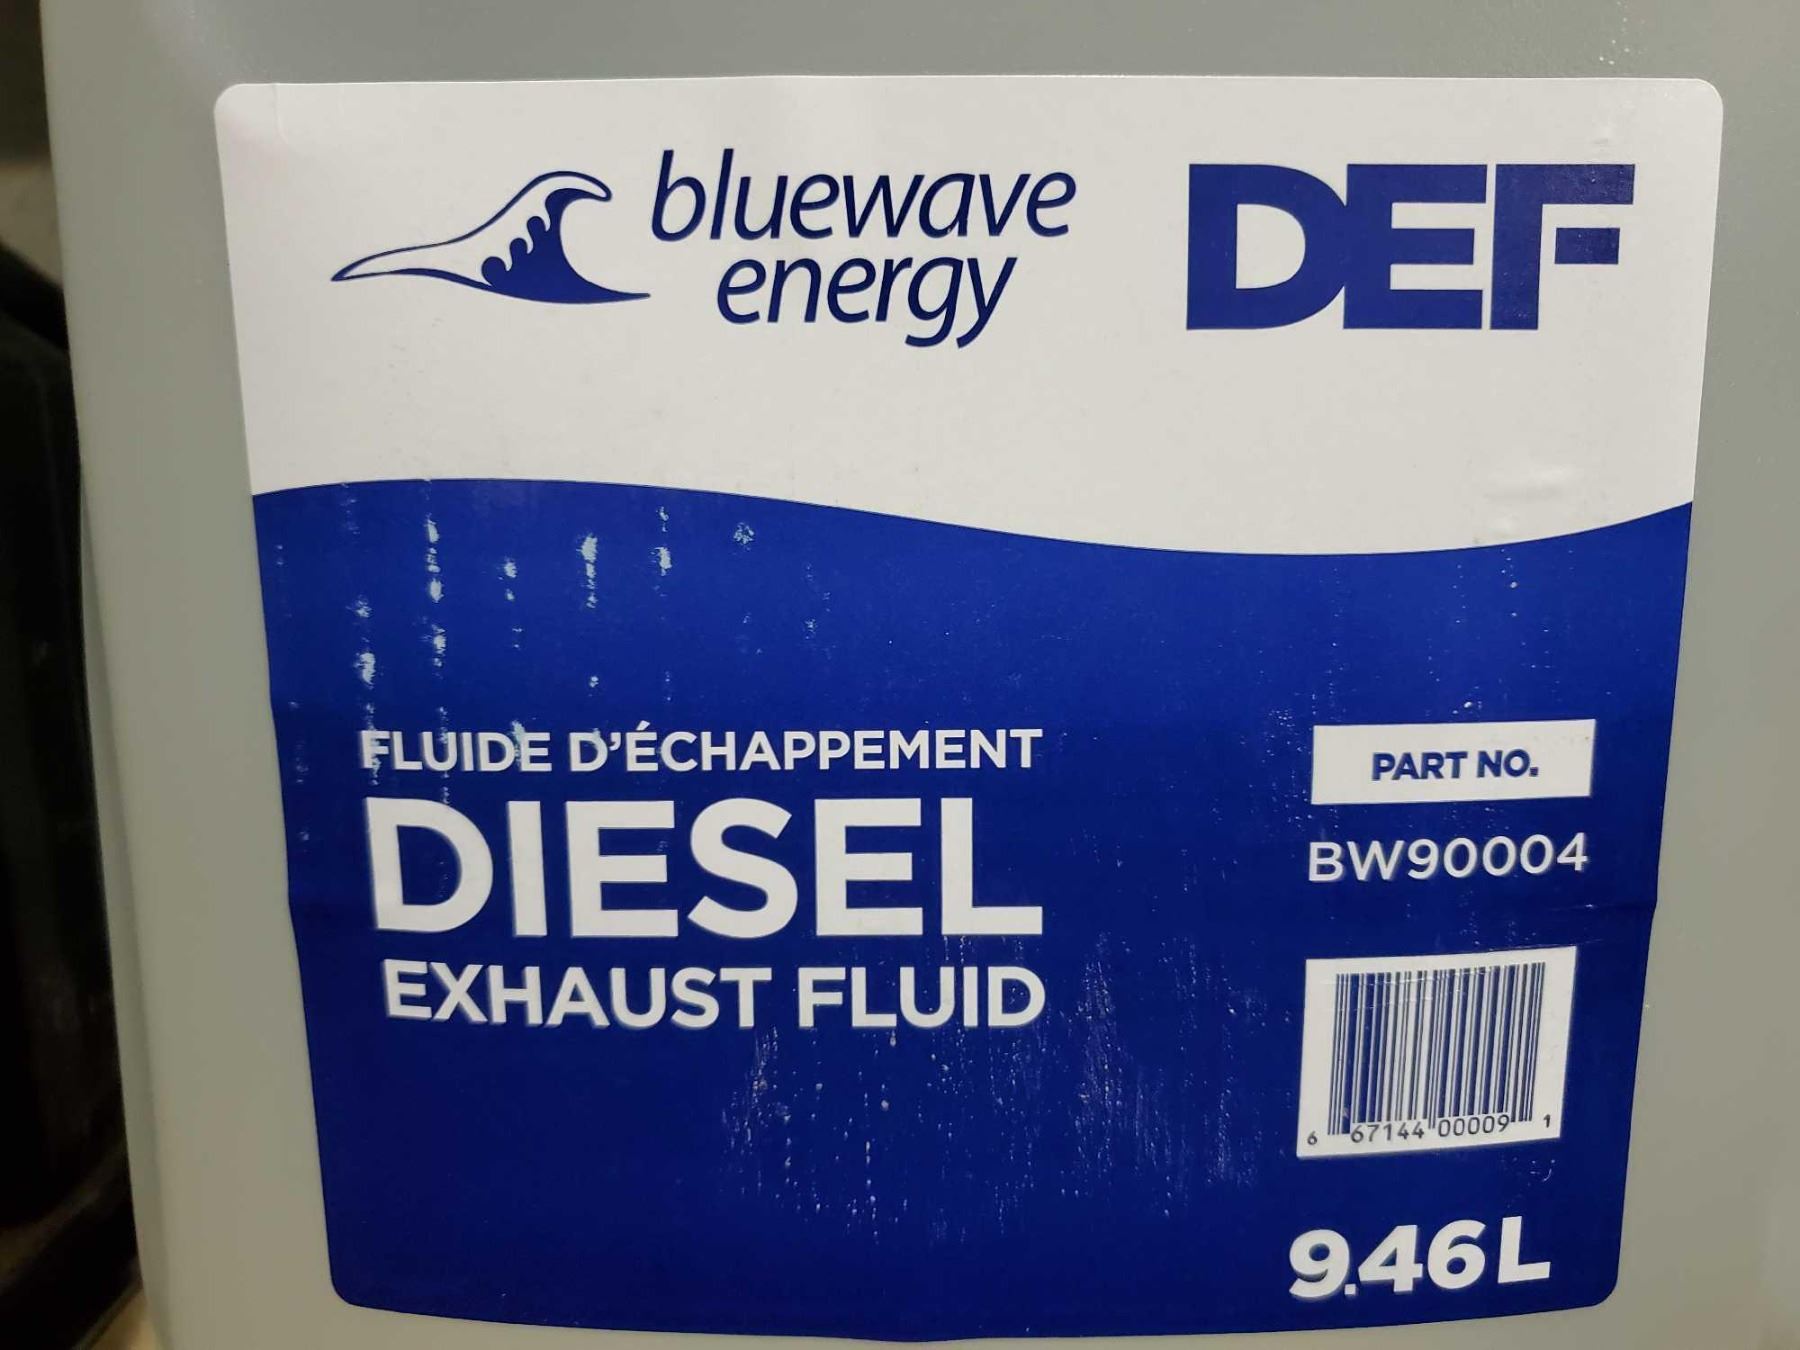 bluewave
energy
DEF
FLUIDE D'ÉCHAPPEMENT
DIESEL
EXHAUST FLUID
PART NO.
BW90004
6 67144 00009 1
9.46L